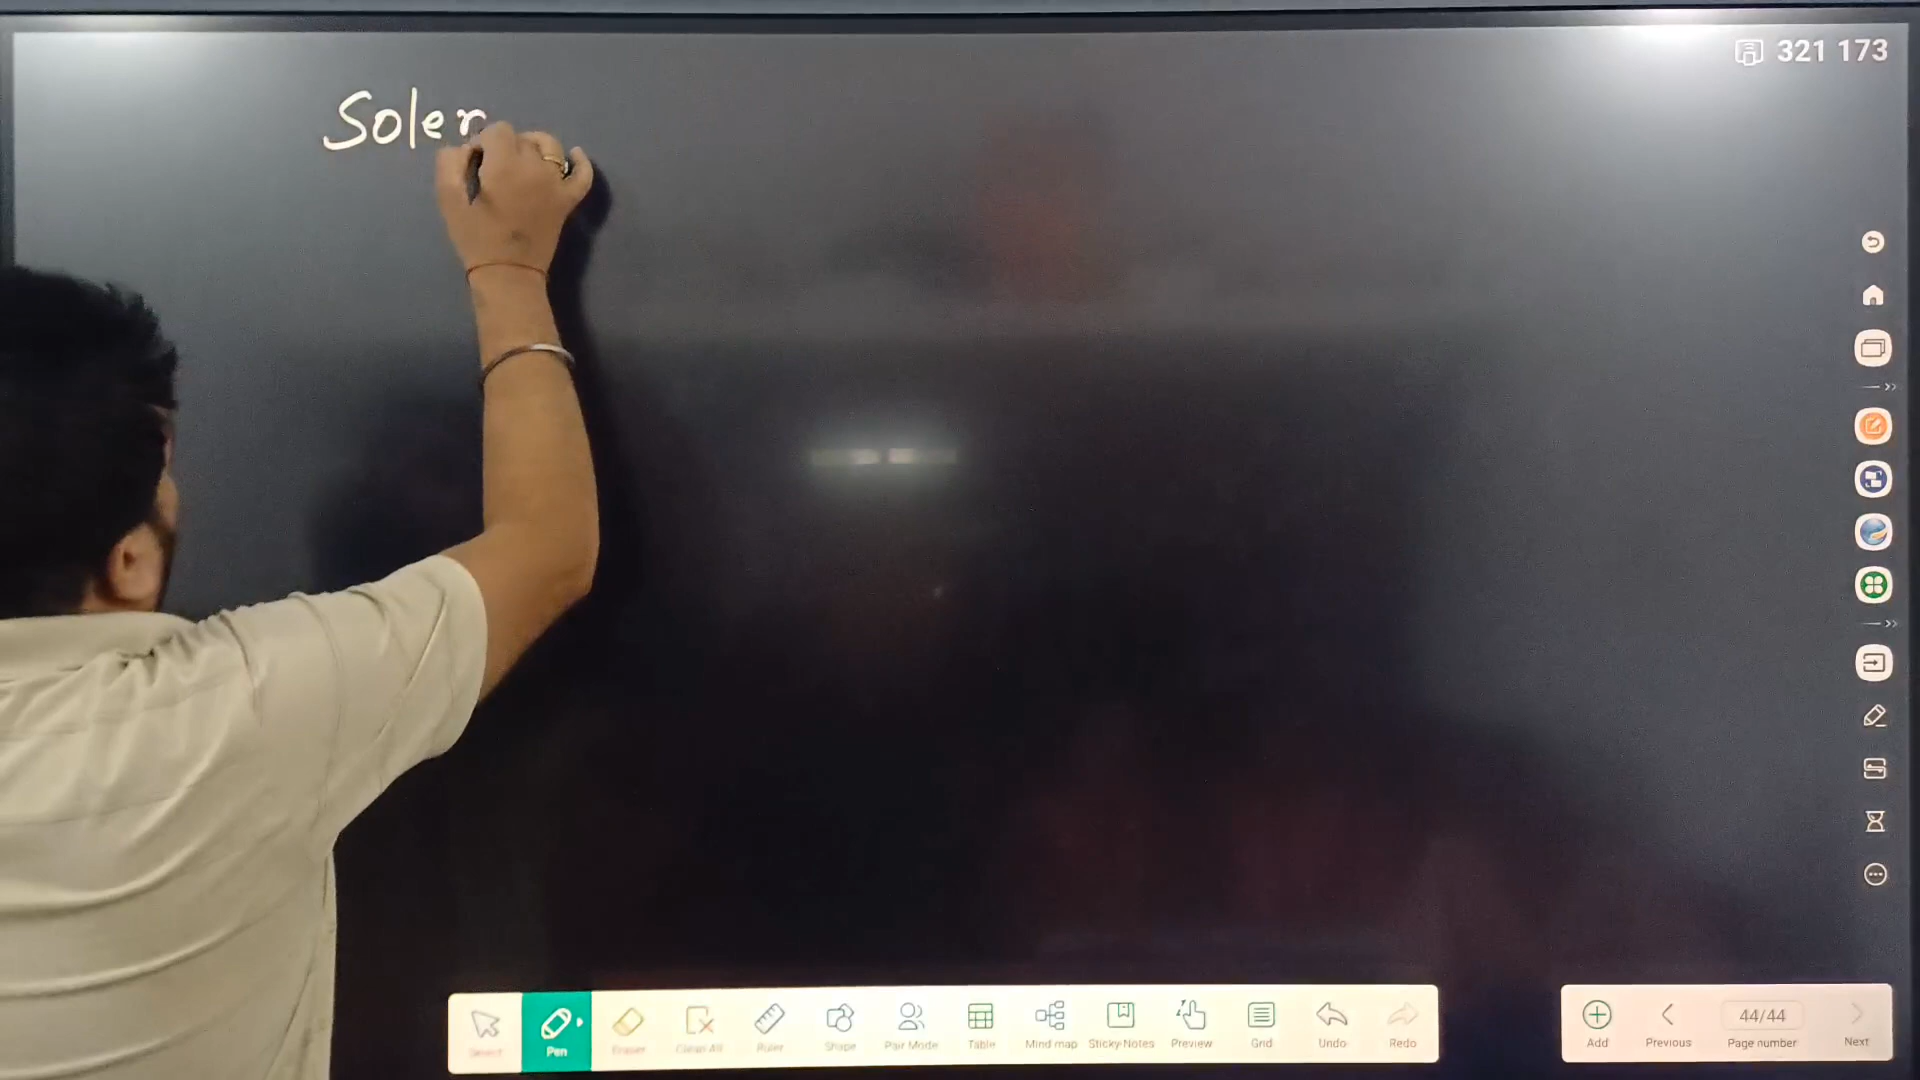 321 173
Soler
Select
Pen
Eraser
Clean All
Ruler
Shape
Pair Mode
Table
Mind map
Sticky Notes
Preview
Grid
Undo
Redo
Add
Previous
44/44
Page number
Next